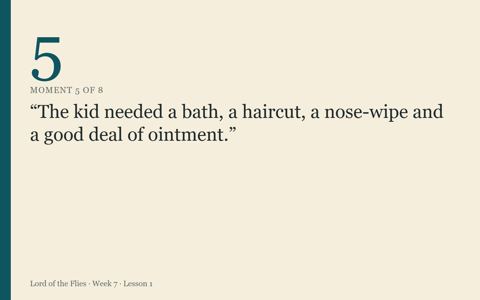 5
MOMENT 5 OF 8
“The kid needed a bath, a haircut, a nose-wipe and
a good deal of ointment.”
Lord of the Flies · Week 7 · Lesson 1